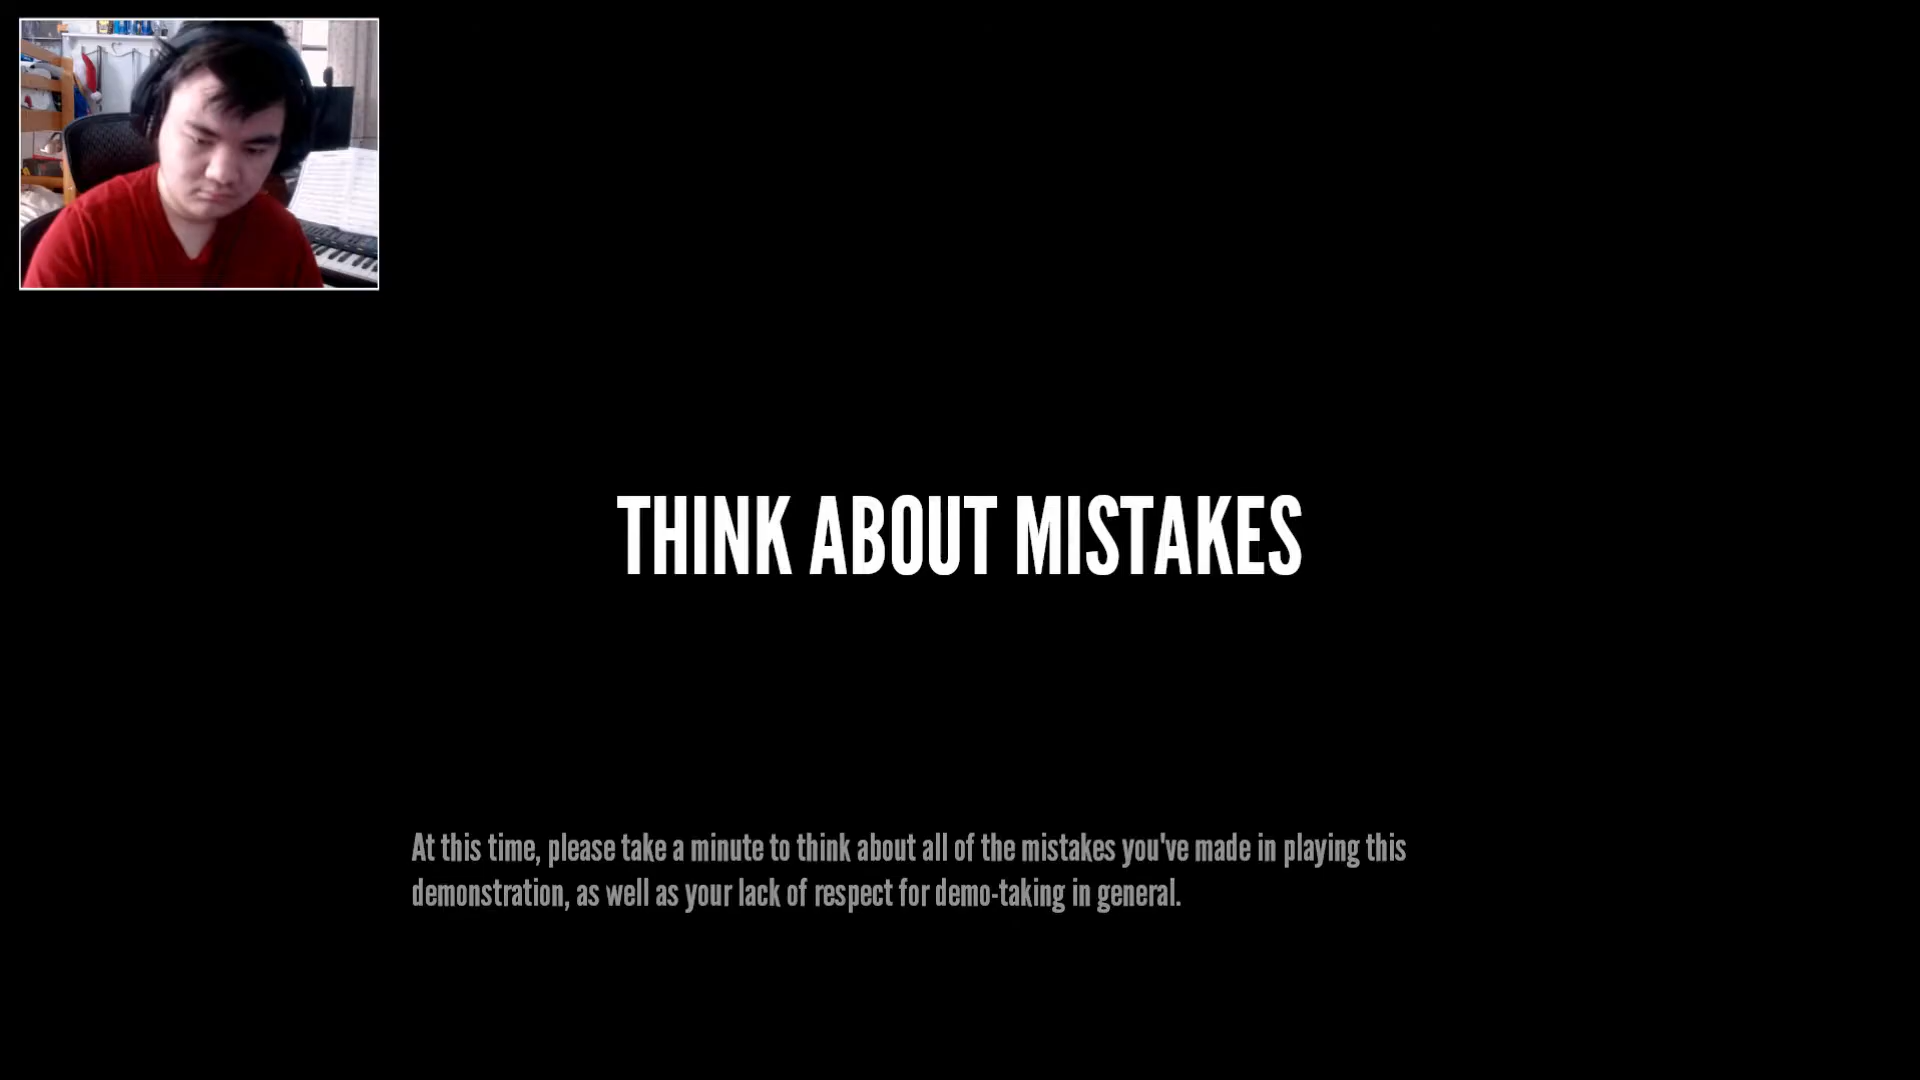 THINK ABOUT MISTAKES
At this time, please take a minute to think about all of the mistakes you've made in playing this
demonstration, as well as your lack of respect for demo-taking in general.